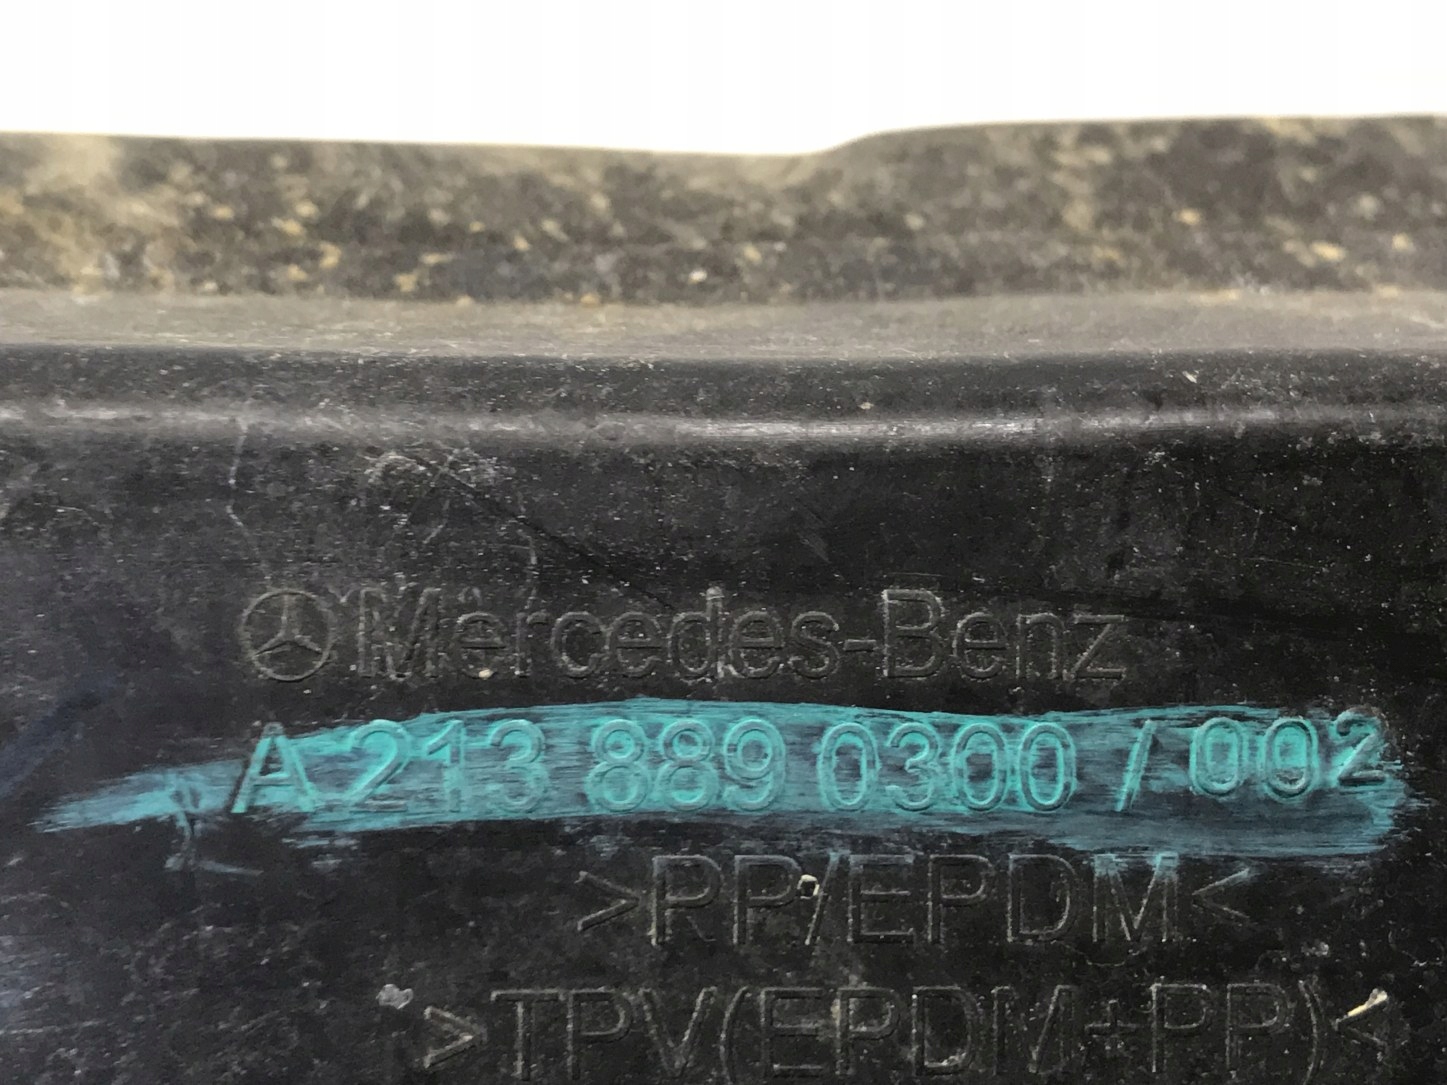 Mercedes-Benz
A 213 889 0300 / 002
>PP/EPDM<
>TPV(EPDM+PP)<